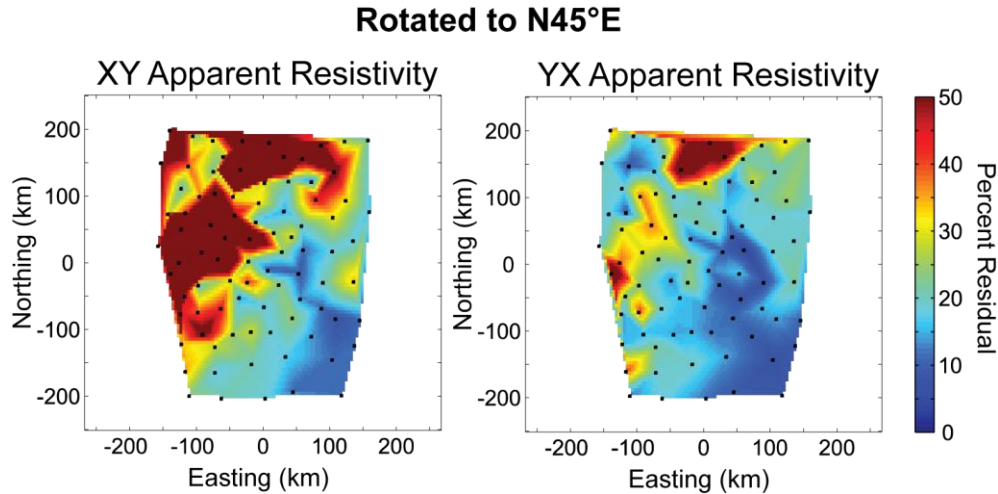 Rotated to N45°E
XY Apparent Resistivity
YX Apparent Resistivity
200
100
0
-100
-200
Northing (km)
-200 -100 0 100 200
Easting (km)
200
100
0
-100
-200
Northing (km)
-200 -100 0 100 200
Easting (km)
50
40
30
20
10
0
Percent Residual